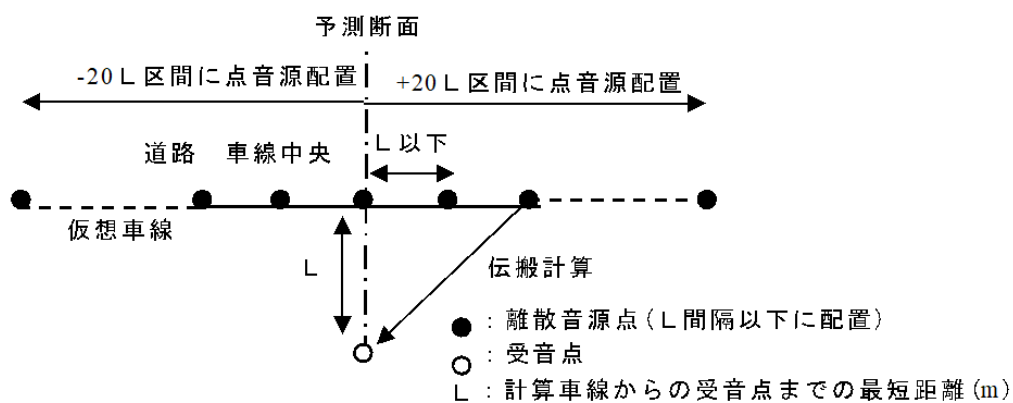 予測断面
-20L区間に点音源配置
+20L区間に点音源配置
道路　車線中央
L以下
仮想車線
L
伝搬計算
●：離散音源点（L間隔以下に配置）
○：受音点
L：計算車線からの受音点までの最短距離(m)